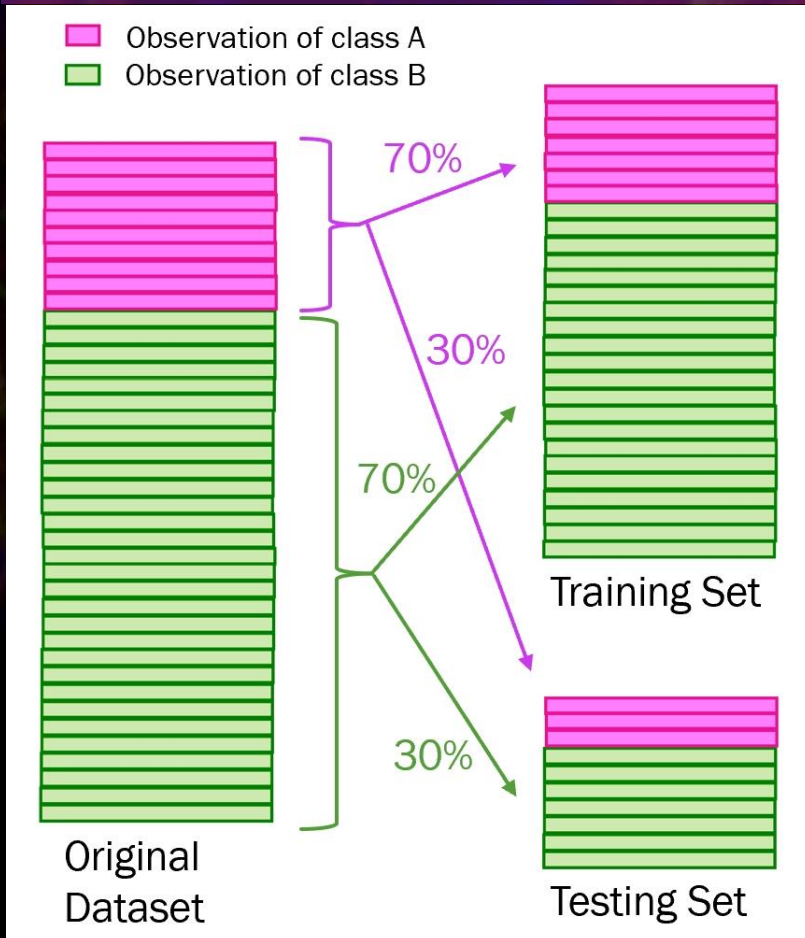 Observation of class A
Observation of class B
70%
30%
70%
30%
Training Set
Original
Dataset
Testing Set